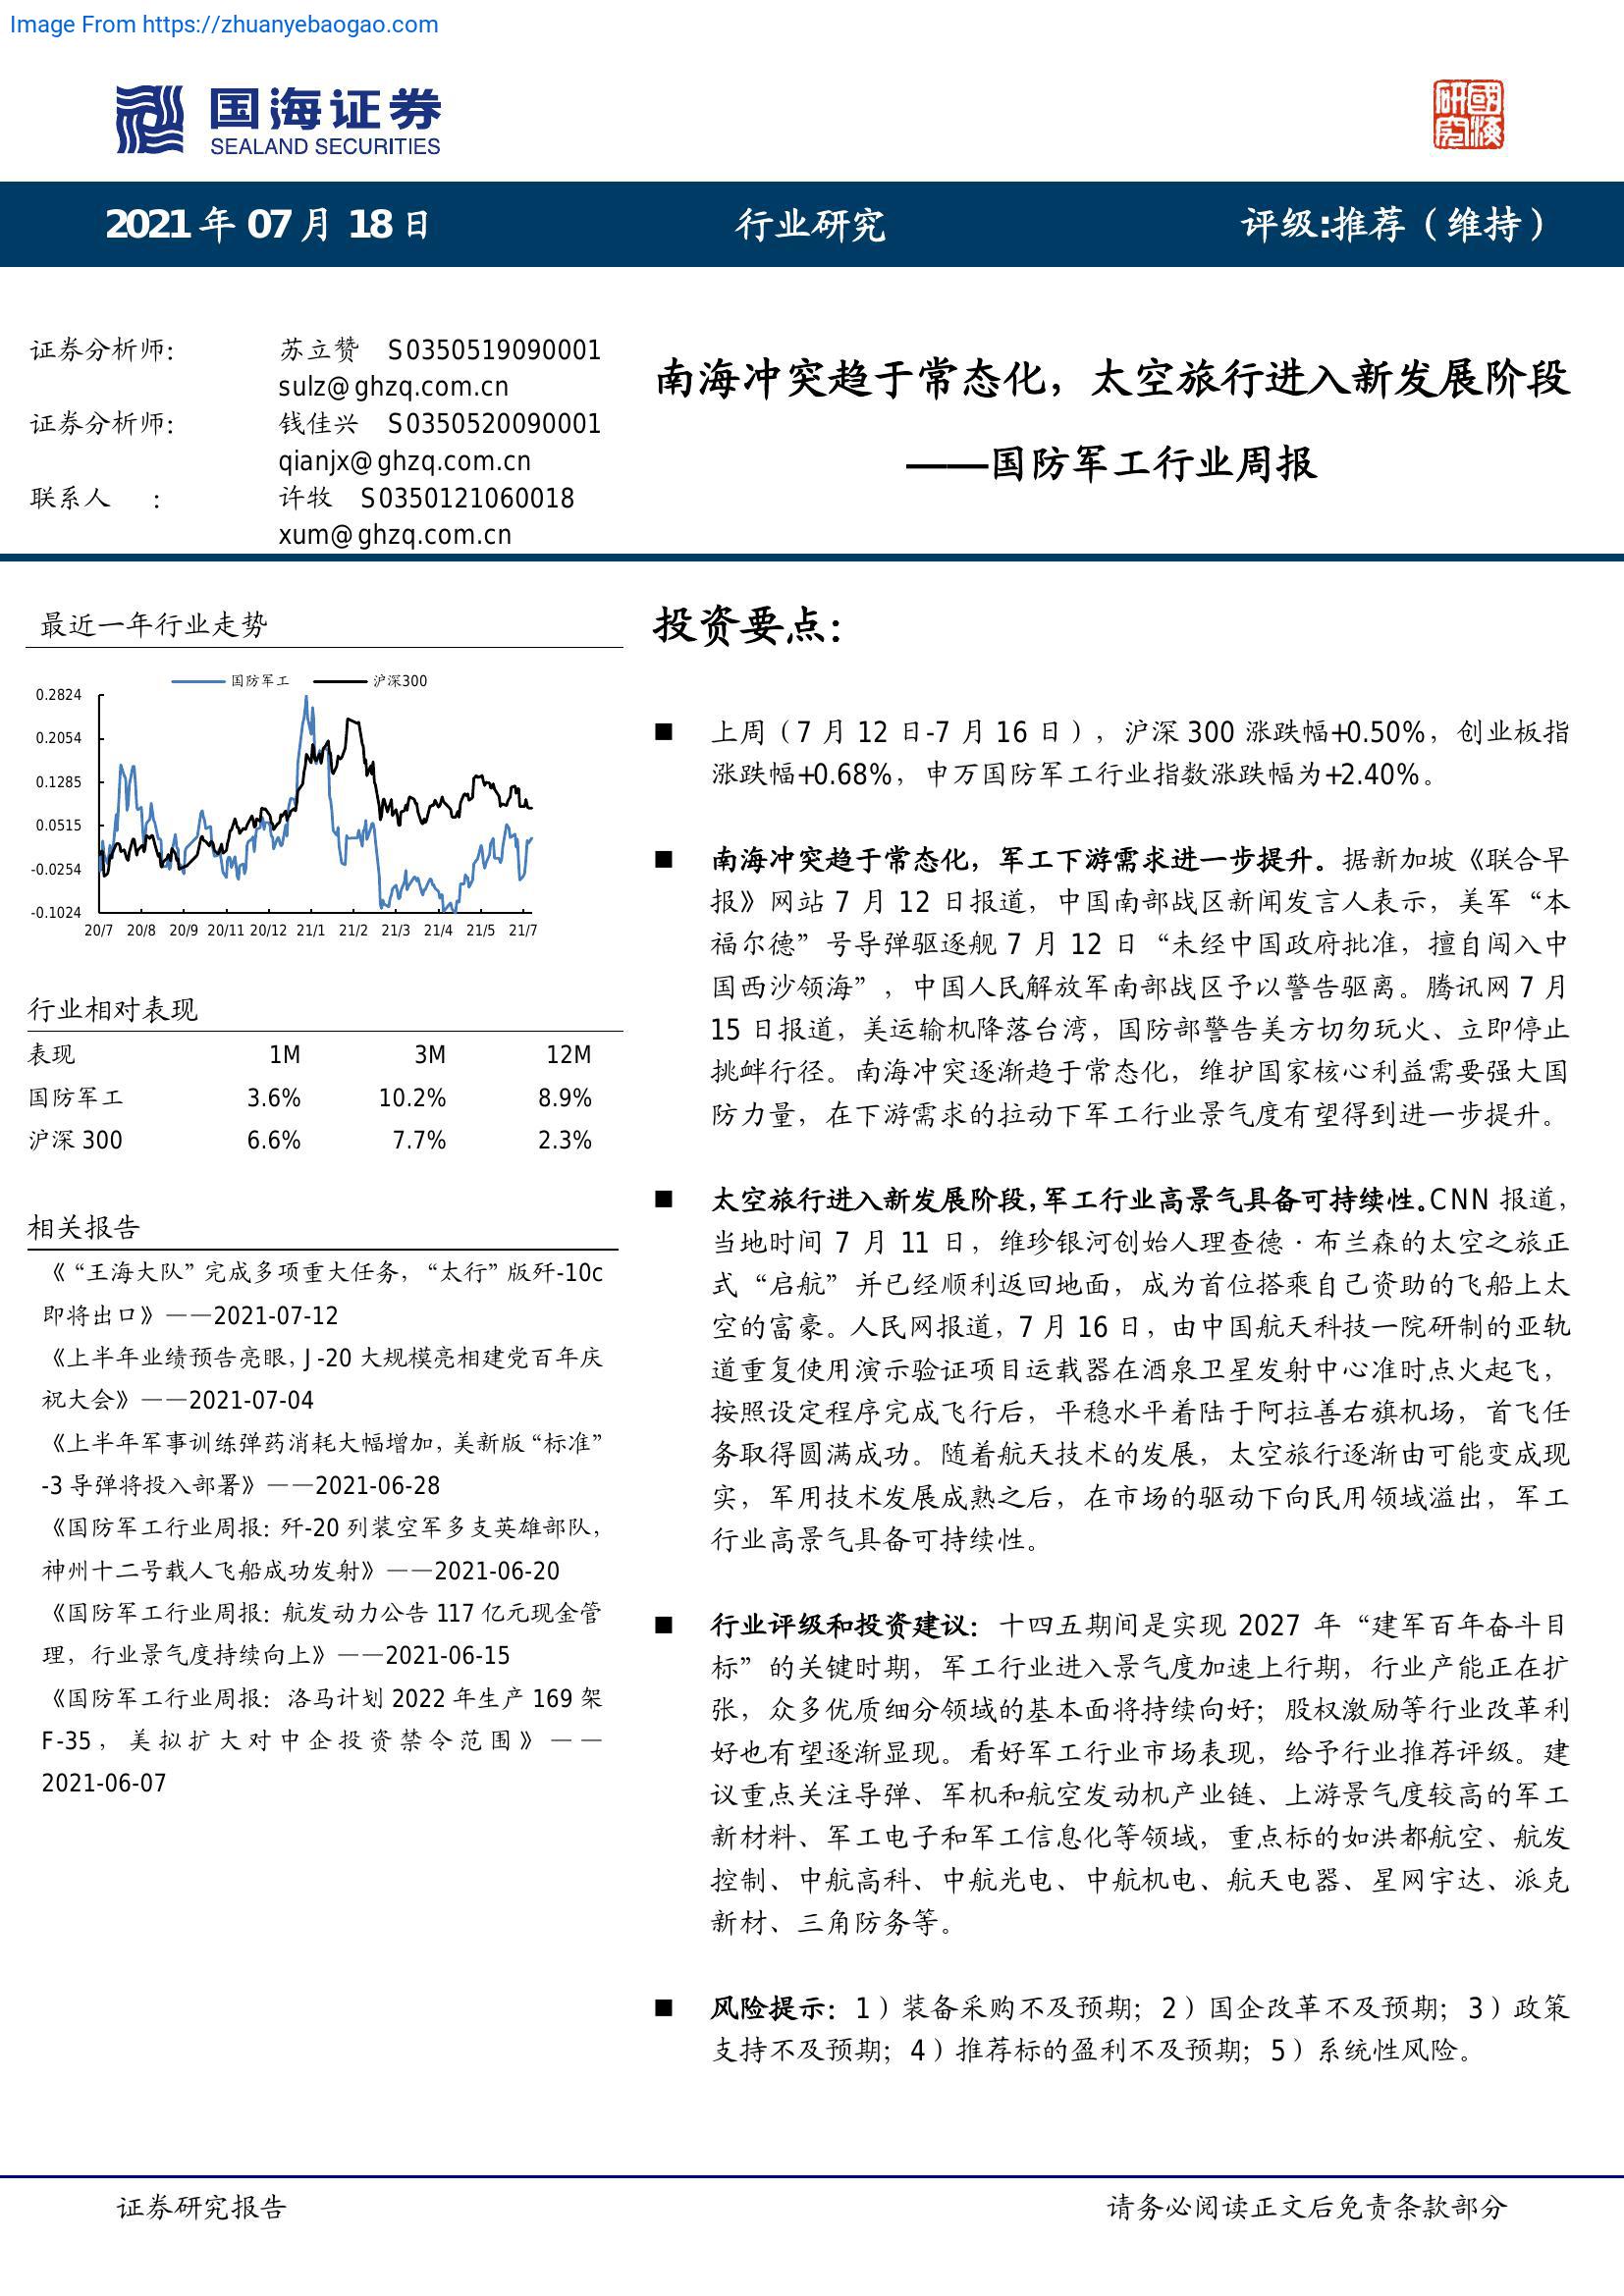 Image From https://zhuanyebaogao.com
国海证券
SEALAND SECURITIES
研究
國海
2021 年 07 月 18 日
行业研究
评级:推荐（维持）
证券分析师： 苏立赞 S0350519090001
sulz@ghzq.com.cn
证券分析师： 钱佳兴 S0350520090001
qianjx@ghzq.com.cn
联系人 ： 许牧 S0350121060018
xum@ghzq.com.cn
南海冲突趋于常态化，太空旅行进入新发展阶段
——国防军工行业周报
最近一年行业走势
国防军工 沪深300
0.2824
0.2054
0.1285
0.0515
-0.0254
-0.1024
20/7 20/8 20/9 20/11 20/12 21/1 21/2 21/3 21/4 21/5 21/7
行业相对表现
表现 1M 3M 12M
国防军工 3.6% 10.2% 8.9%
沪深 300 6.6% 7.7% 2.3%
相关报告
《“王海大队”完成多项重大任务，“太行”版歼-10c
即将出口》——2021-07-12
《上半年业绩预告亮眼，J-20 大规模亮相建党百年庆
祝大会》——2021-07-04
《上半年军事训练弹药消耗大幅增加，美新版“标准”
-3 导弹将投入部署》——2021-06-28
《国防军工行业周报：歼-20 列装空军多支英雄部队，
神州十二号载人飞船成功发射》——2021-06-20
《国防军工行业周报：航发动力公告 117 亿元现金管
理，行业景气度持续向上》——2021-06-15
《国防军工行业周报：洛马计划 2022 年生产 169 架
F-35，美拟扩大对中企投资禁令范围》——
2021-06-07
投资要点：
■ 上周（7 月 12 日-7 月 16 日），沪深 300 涨跌幅+0.50%，创业板指
涨跌幅+0.68%，申万国防军工行业指数涨跌幅为+2.40%。
■ 南海冲突趋于常态化，军工下游需求进一步提升。据新加坡《联合早
报》网站 7 月 12 日报道，中国南部战区新闻发言人表示，美军“本
福尔德”号导弹驱逐舰 7 月 12 日“未经中国政府批准，擅自闯入中
国西沙领海”，中国人民解放军南部战区予以警告驱离。腾讯网 7 月
15 日报道，美运输机降落台湾，国防部警告美方切勿玩火、立即停止
挑衅行径。南海冲突逐渐趋于常态化，维护国家核心利益需要强大国
防力量，在下游需求的拉动下军工行业景气度有望得到进一步提升。
■ 太空旅行进入新发展阶段，军工行业高景气具备可持续性。CNN 报道，
当地时间 7 月 11 日，维珍银河创始人理查德·布兰森的太空之旅正
式“启航”并已经顺利返回地面，成为首位搭乘自己资助的飞船上太
空的富豪。人民网报道，7 月 16 日，由中国航天科技一院研制的亚轨
道重复使用演示验证项目运载器在酒泉卫星发射中心准时点火起飞，
按照设定程序完成飞行后，平稳水平着陆于阿拉善右旗机场，首飞任
务取得圆满成功。随着航天技术的发展，太空旅行逐渐由可能变成现
实，军用技术发展成熟之后，在市场的驱动下向民用领域溢出，军工
行业高景气具备可持续性。
■ 行业评级和投资建议：十四五期间是实现 2027 年“建军百年奋斗目
标”的关键时期，军工行业进入景气度加速上行期，行业产能正在扩
张，众多优质细分领域的基本面将持续向好；股权激励等行业改革利
好也有望逐渐显现。看好军工行业市场表现，给予行业推荐评级。建
议重点关注导弹、军机和航空发动机产业链、上游景气度较高的军工
新材料、军工电子和军工信息化等领域，重点标的如洪都航空、航发
控制、中航高科、中航光电、中航机电、航天电器、星网宇达、派克
新材、三角防务等。
■ 风险提示：1）装备采购不及预期；2）国企改革不及预期；3）政策
支持不及预期；4）推荐标的盈利不及预期；5）系统性风险。
证券研究报告
请务必阅读正文后免责条款部分